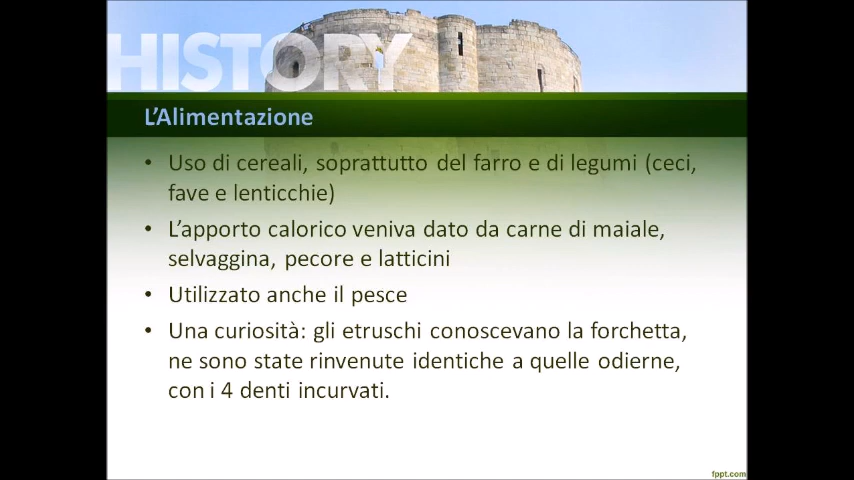 HISTORY
L'Alimentazione
• Uso di cereali, soprattutto del farro e di legumi (ceci,
fave e lenticchie)
• L'apporto calorico veniva dato da carne di maiale,
selvaggina, pecore e latticini
• Utilizzato anche il pesce
• Una curiosità: gli etruschi conoscevano la forchetta,
ne sono state rinvenute identiche a quelle odierne,
con i 4 denti incurvati.
fppt.com